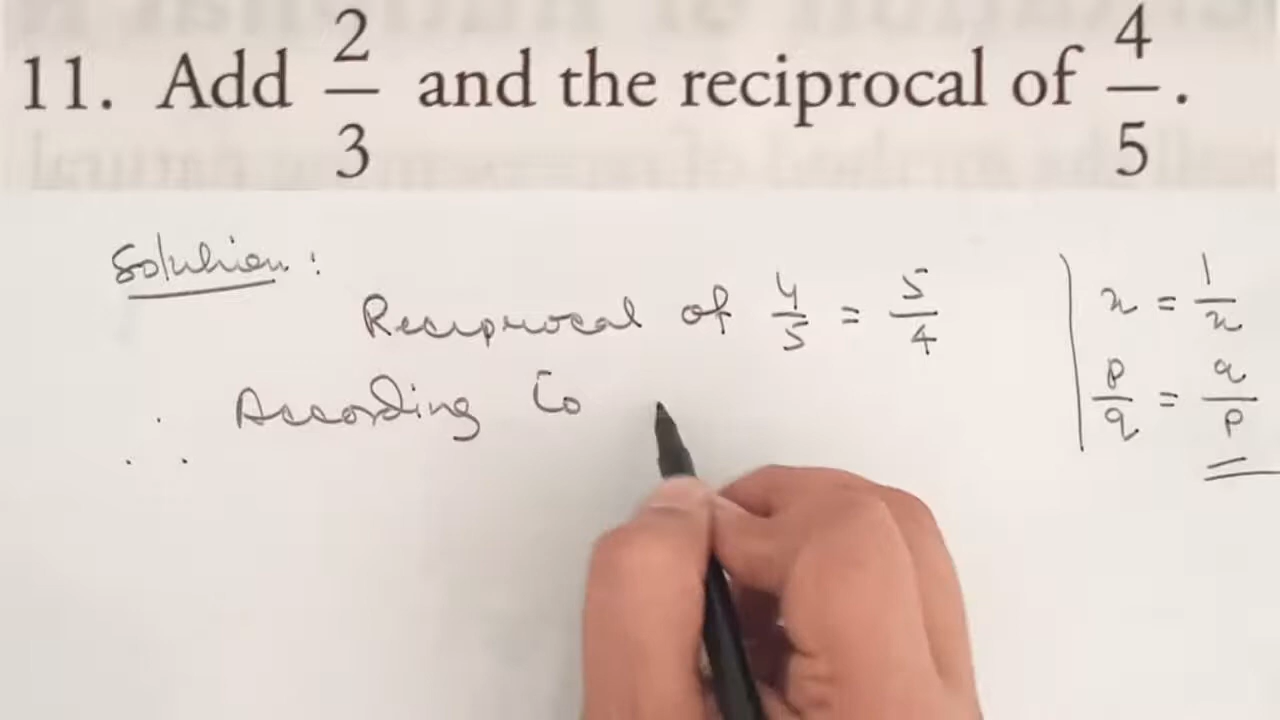 11. Add 2/3 and the reciprocal of 4/5.
Solution:
Reciprocal of 4/5 = 5/4
∴ According to
x = 1/x
p/q = q/p